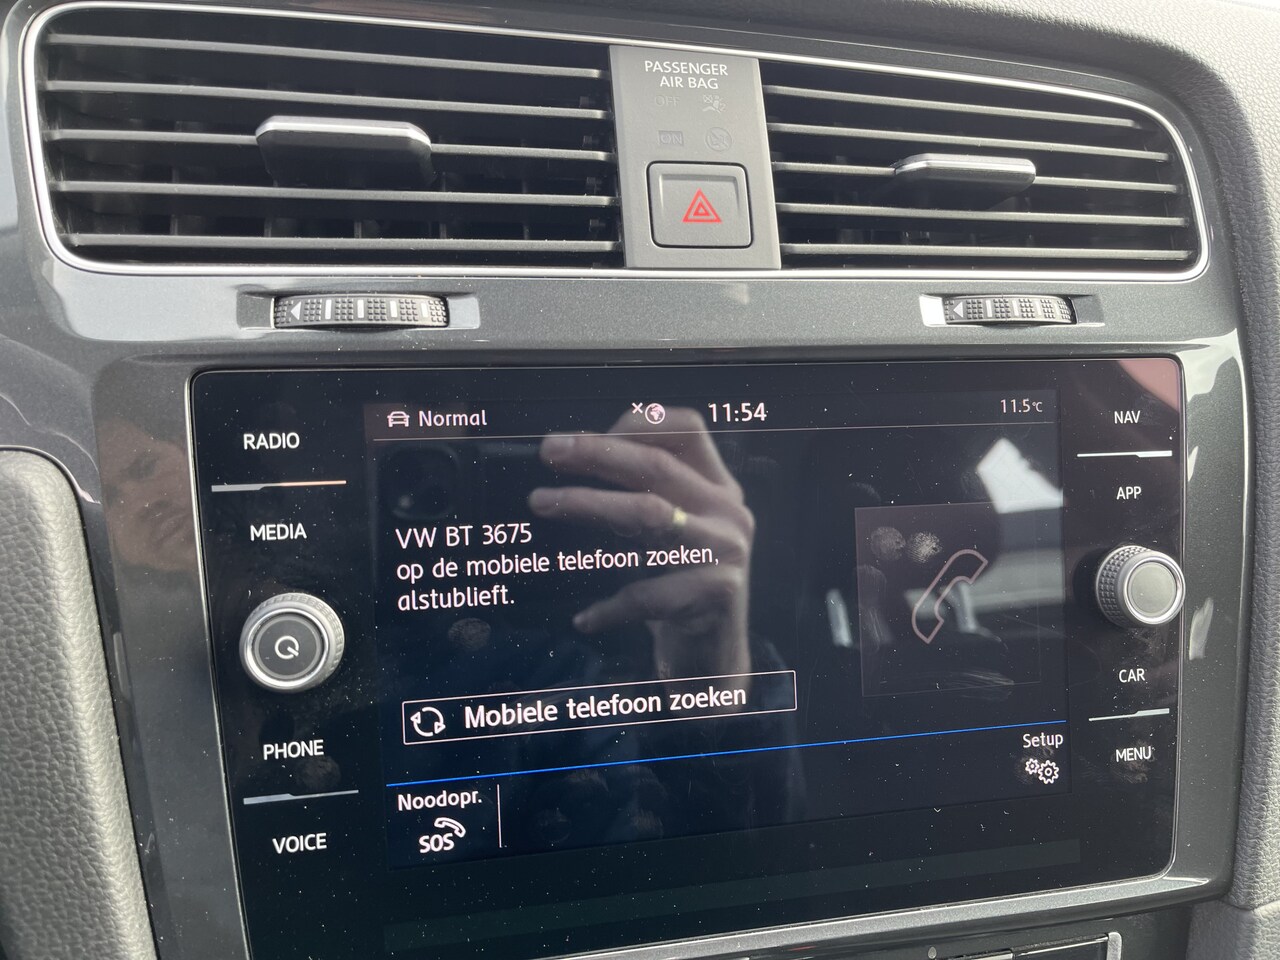 PASSENGER
AIR BAG
OFF
ON
Normal
11:54
11.5°C
RADIO
MEDIA
PHONE
VOICE
VW BT 3675
op de mobiele telefoon zoeken,
alstublieft.
Mobiele telefoon zoeken
Setup
Noodopr.
SOS
NAV
APP
CAR
MENU